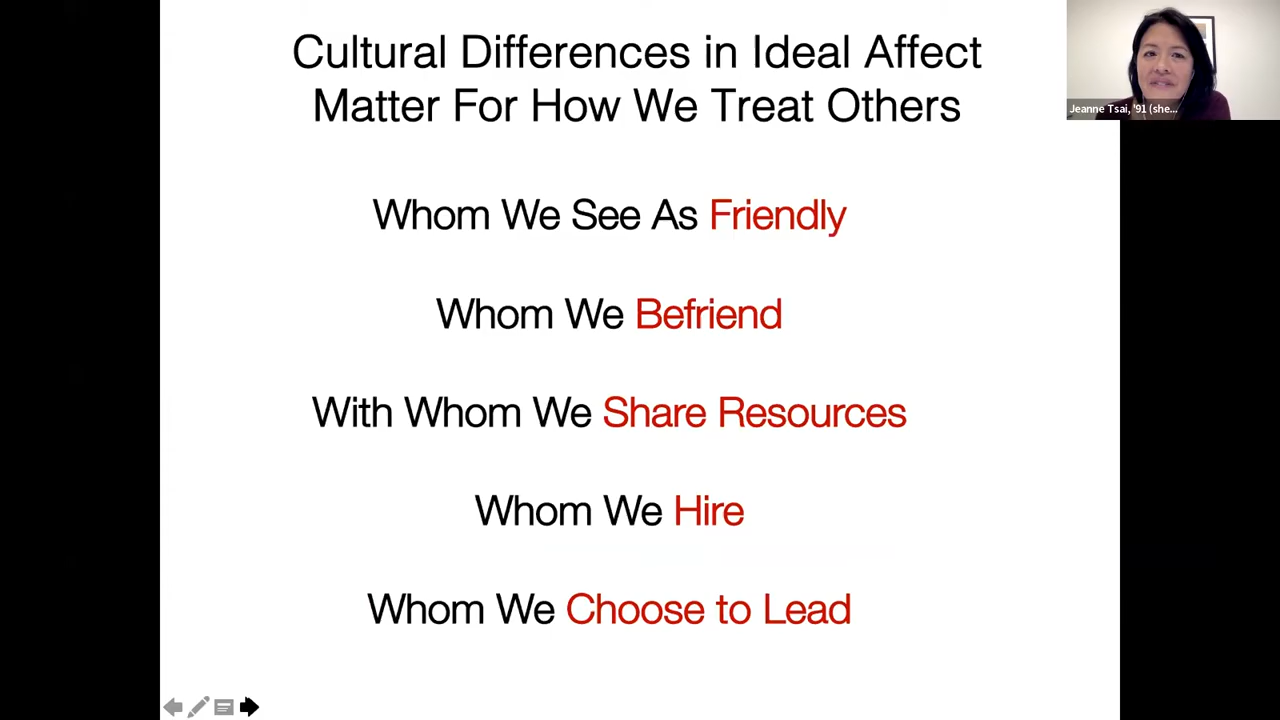 Cultural Differences in Ideal Affect
Matter For How We Treat Others
Jeanne Tsai, '91 (she...
Whom We See As Friendly
Whom We Befriend
With Whom We Share Resources
Whom We Hire
Whom We Choose to Lead